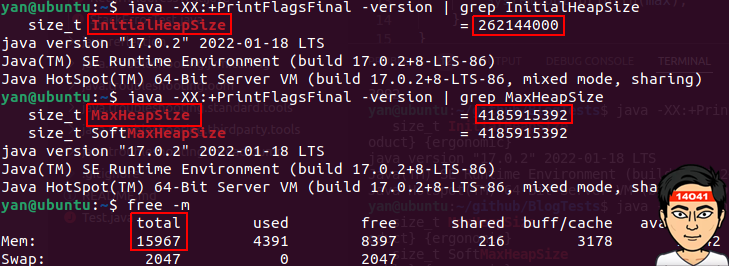 yan@ubuntu:~$ java -XX:+PrintFlagsFinal -version | grep InitialHeapSize
size_t InitialHeapSize = 262144000
java version "17.0.2" 2022-01-18 LTS
Java(TM) SE Runtime Environment (build 17.0.2+8-LTS-86)
Java HotSpot(TM) 64-Bit Server VM (build 17.0.2+8-LTS-86, mixed mode, sharing)
yan@ubuntu:~$ java -XX:+PrintFlagsFinal -version | grep MaxHeapSize
size_t MaxHeapSize = 4185915392
size_t SoftMaxHeapSize = 4185915392
java version "17.0.2" 2022-01-18 LTS
Java(TM) SE Runtime Environment (build 17.0.2+8-LTS-86)
Java HotSpot(TM) 64-Bit Server VM (build 17.0.2+8-LTS-86, mixed mode, sha
yan@ubuntu:~$ free -m
total used free shared buff/cache
Mem: 15967 4391 8397 216 3178
Swap: 2047 0 2047
14041